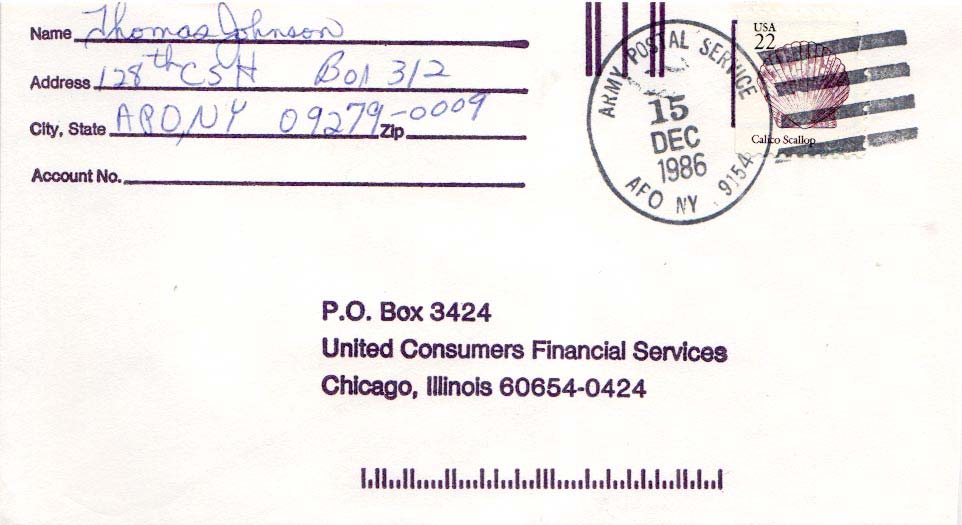 Name Thomas Johnson
Address 128th CSH Box 312
City, State APO, NY 09279-0009 Zip
Account No.
ARMY POSTAL SERVICE
15
DEC
1986
AFO NY 9154
USA
22
Calico Scallop
P.O. Box 3424
United Consumers Financial Services
Chicago, Illinois 60654-0424